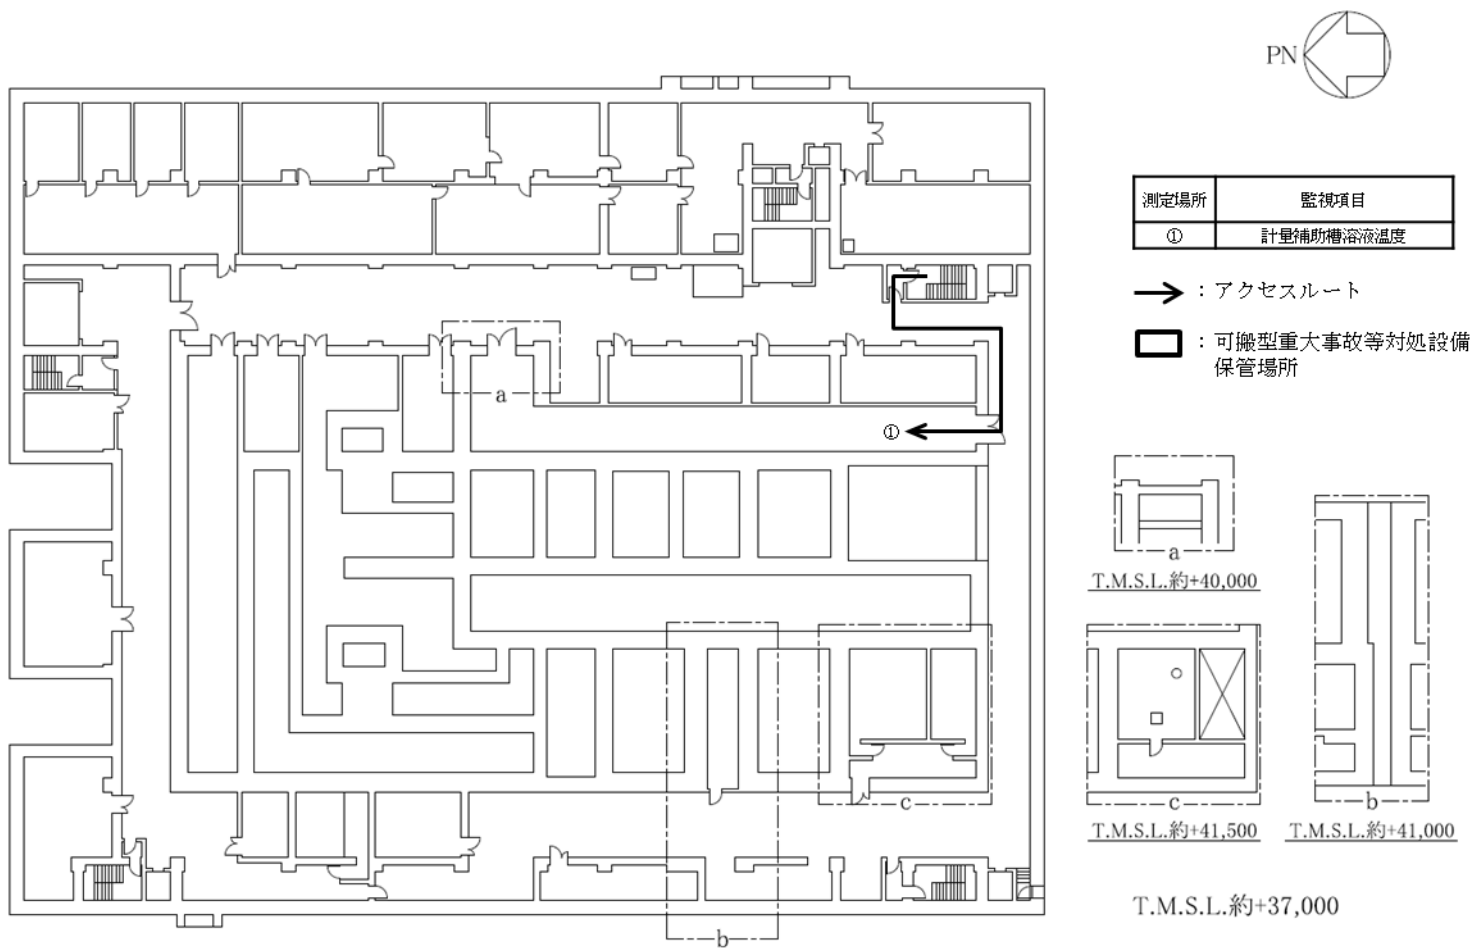 PN
測定場所 監視項目
① 計量補助槽溶液温度
：アクセスルート
：可搬型重大事故等対処設備
保管場所
a
①
c
b
a
T.M.S.L.約+40,000
c
T.M.S.L.約+41,500
b
T.M.S.L.約+41,000
T.M.S.L.約+37,000